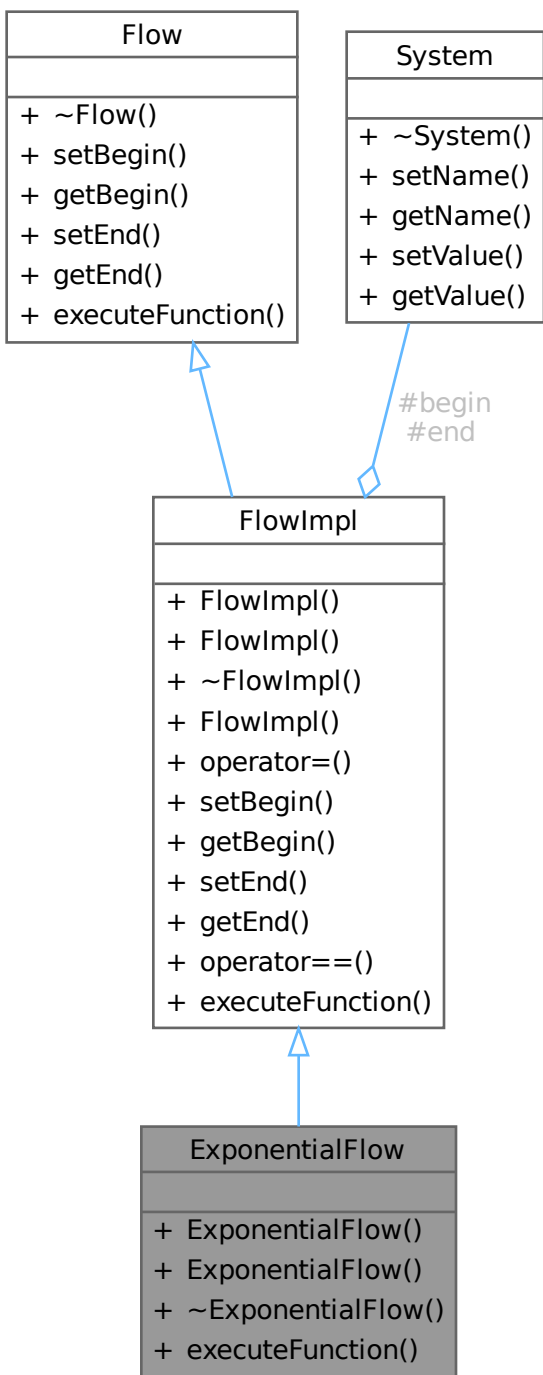 Flow
+ ~Flow()
+ setBegin()
+ getBegin()
+ setEnd()
+ getEnd()
+ executeFunction()
System
+ ~System()
+ setName()
+ getName()
+ setValue()
+ getValue()
#begin
#end
FlowImpl
+ FlowImpl()
+ FlowImpl()
+ ~FlowImpl()
+ FlowImpl()
+ operator=()
+ setBegin()
+ getBegin()
+ setEnd()
+ getEnd()
+ operator==()
+ executeFunction()
ExponentialFlow
+ ExponentialFlow()
+ ExponentialFlow()
+ ~ExponentialFlow()
+ executeFunction()